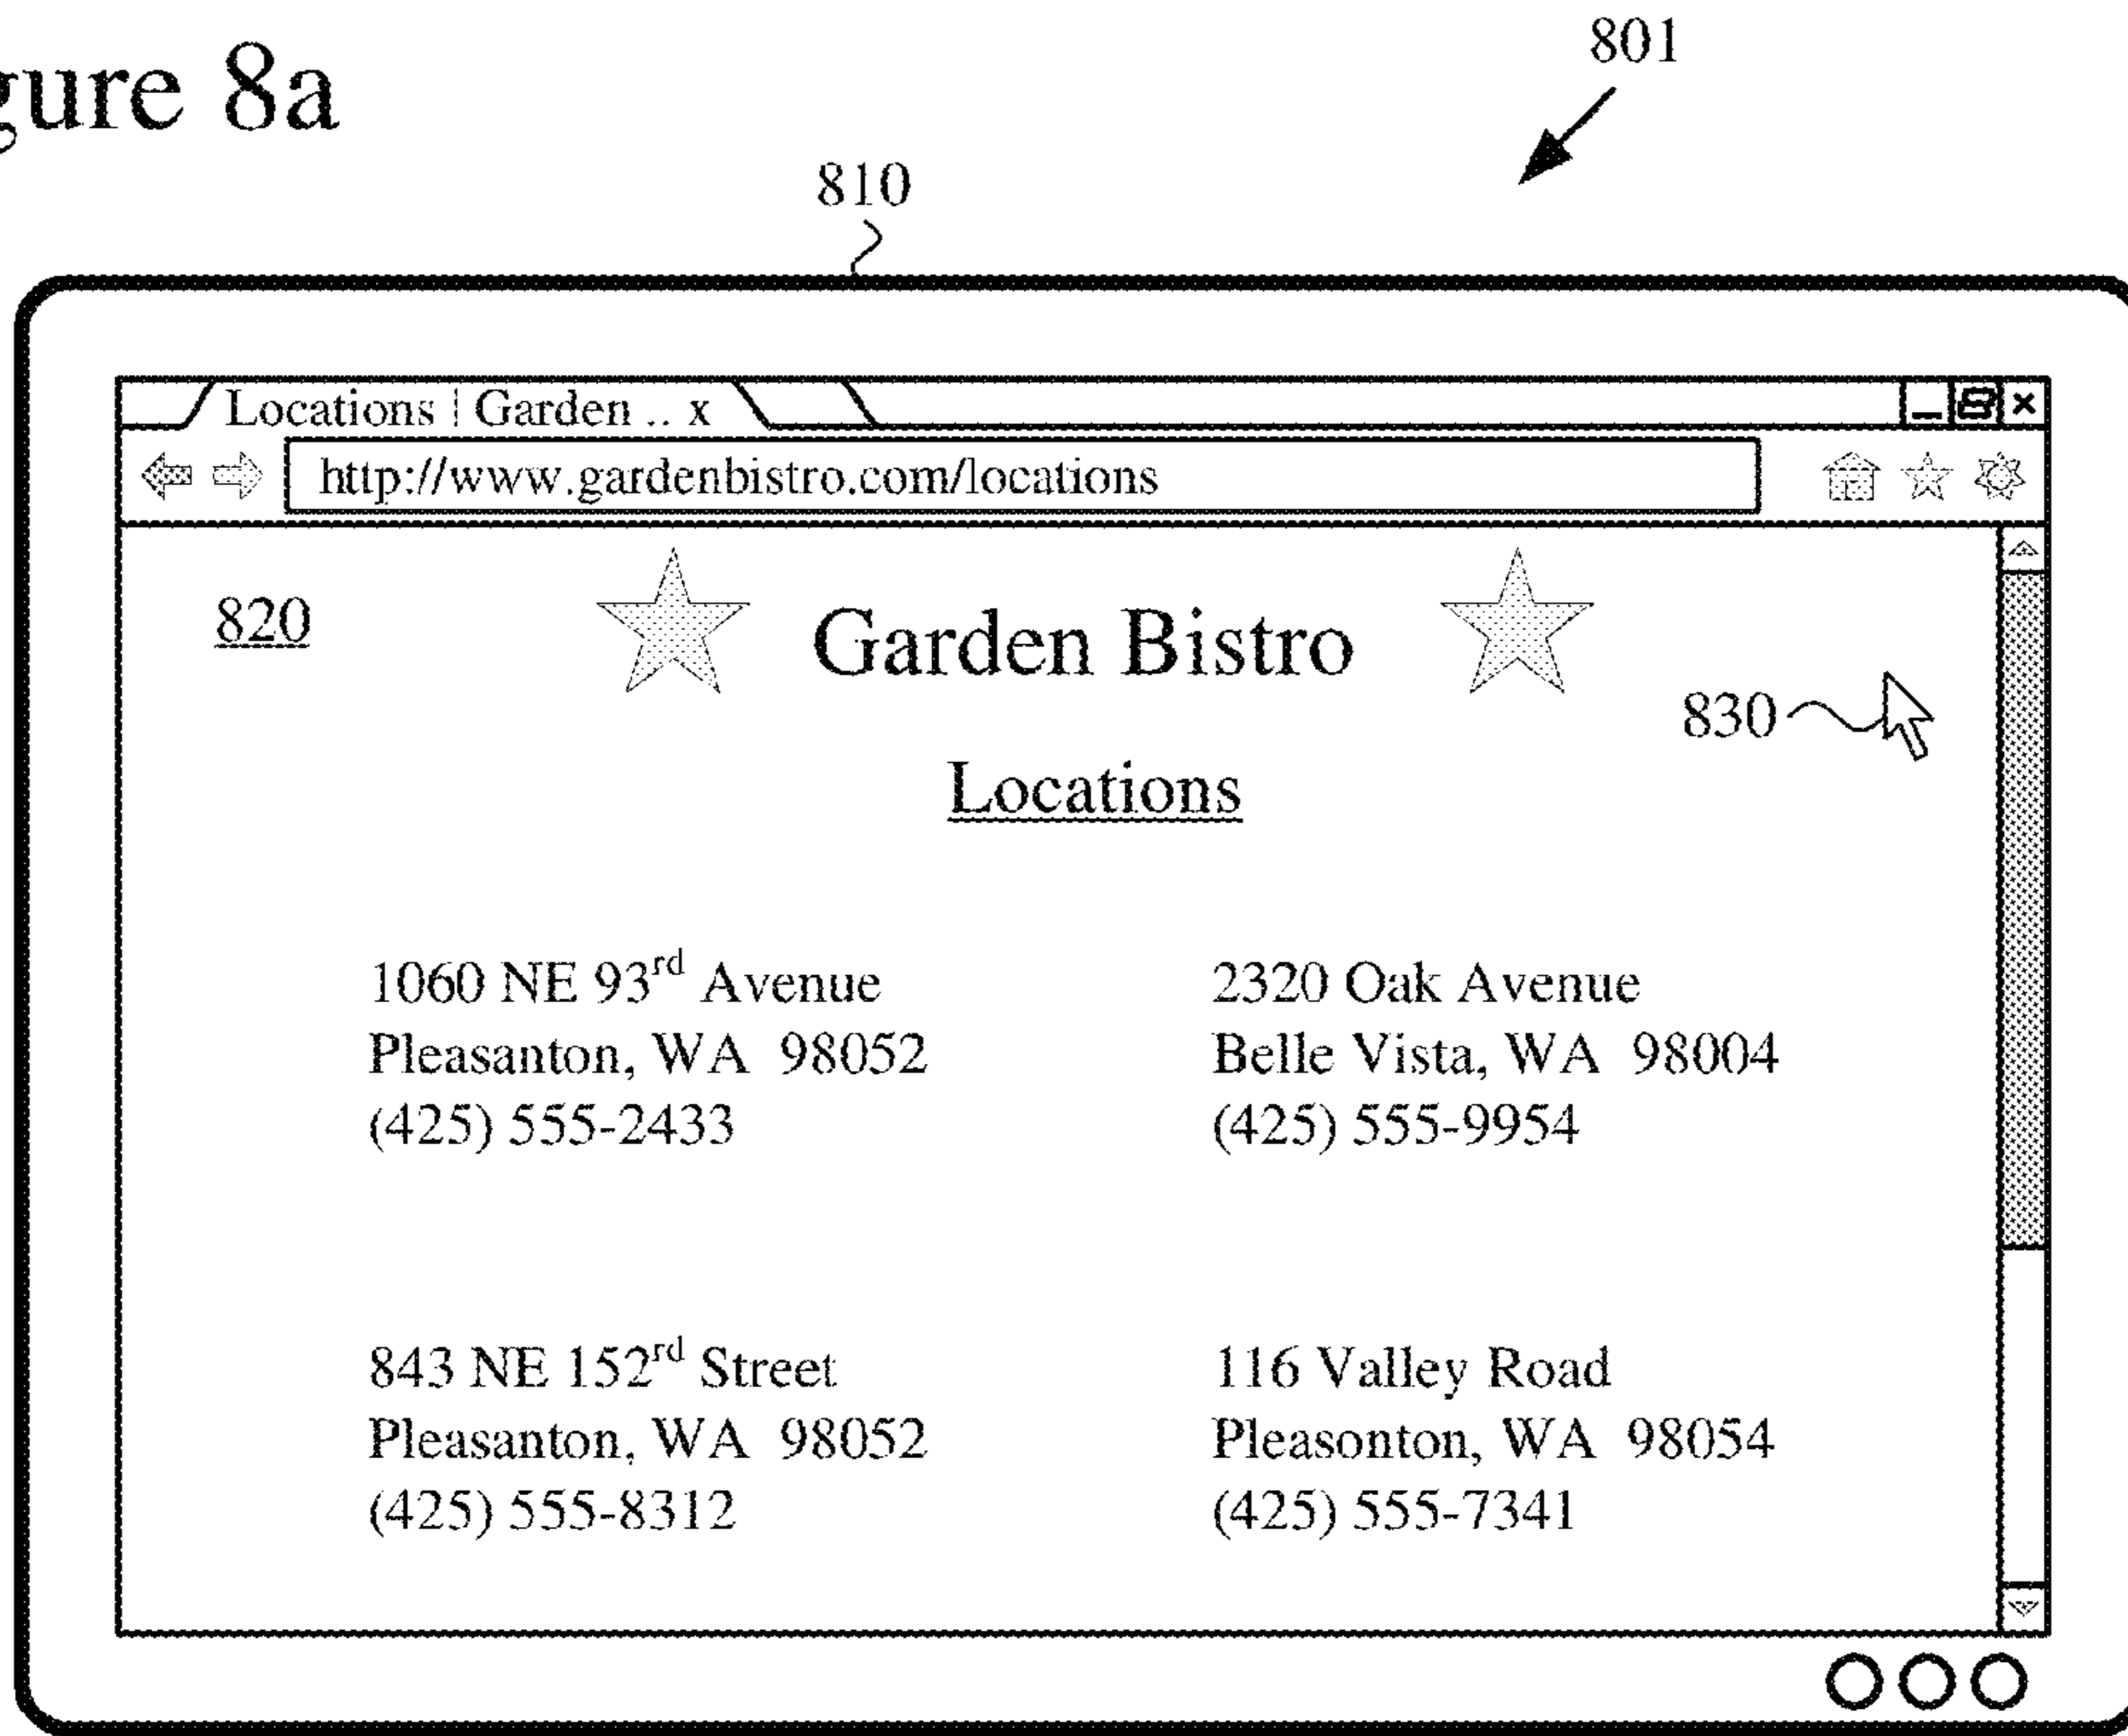 gure 8a
801
810
Locations | Garden .. x
http://www.gardenbistro.com/locations
820
Garden Bistro
830
Locations
1060 NE 93rd Avenue
Pleasanton, WA 98052
(425) 555-2433
2320 Oak Avenue
Belle Vista, WA 98004
(425) 555-9954
843 NE 152rd Street
Pleasanton, WA 98052
(425) 555-8312
116 Valley Road
Pleasonton, WA 98054
(425) 555-7341